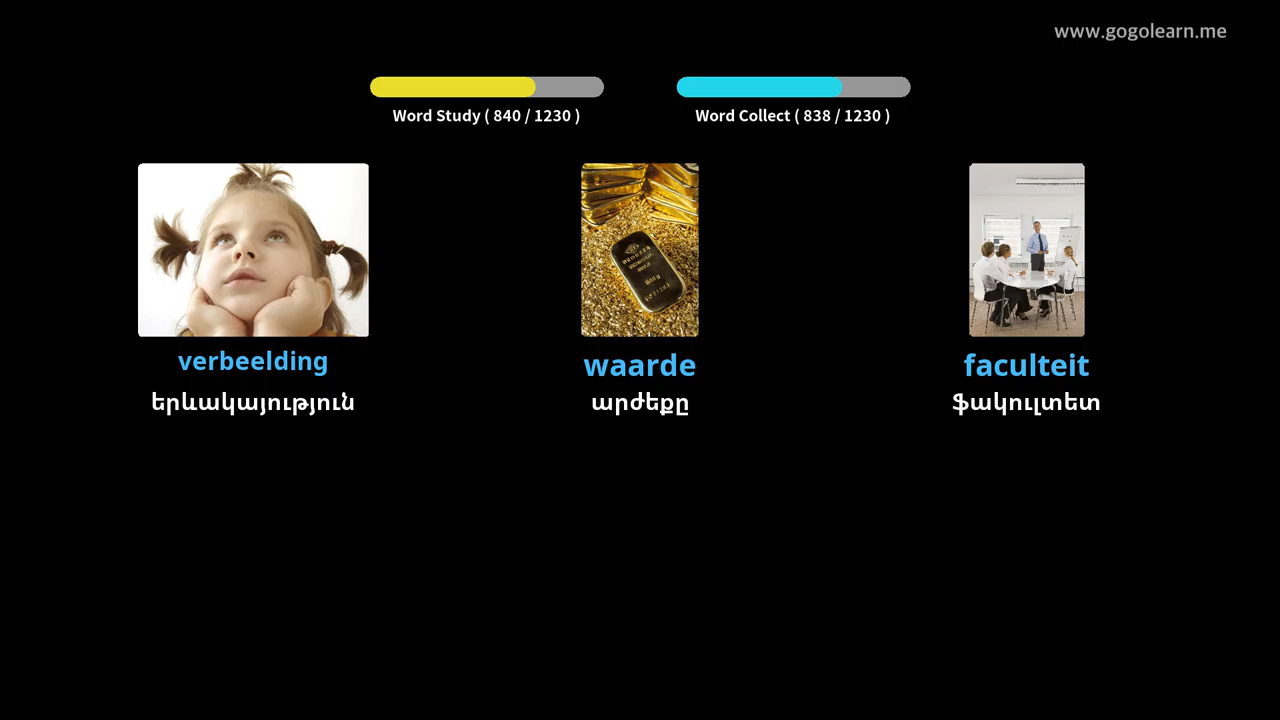 www.gogolearn.me
Word Study ( 840 / 1230 )
Word Collect ( 838 / 1230 )
verbeelding
waarde
faculteit
երևակայություն
արժեքը
ֆակուլտետ